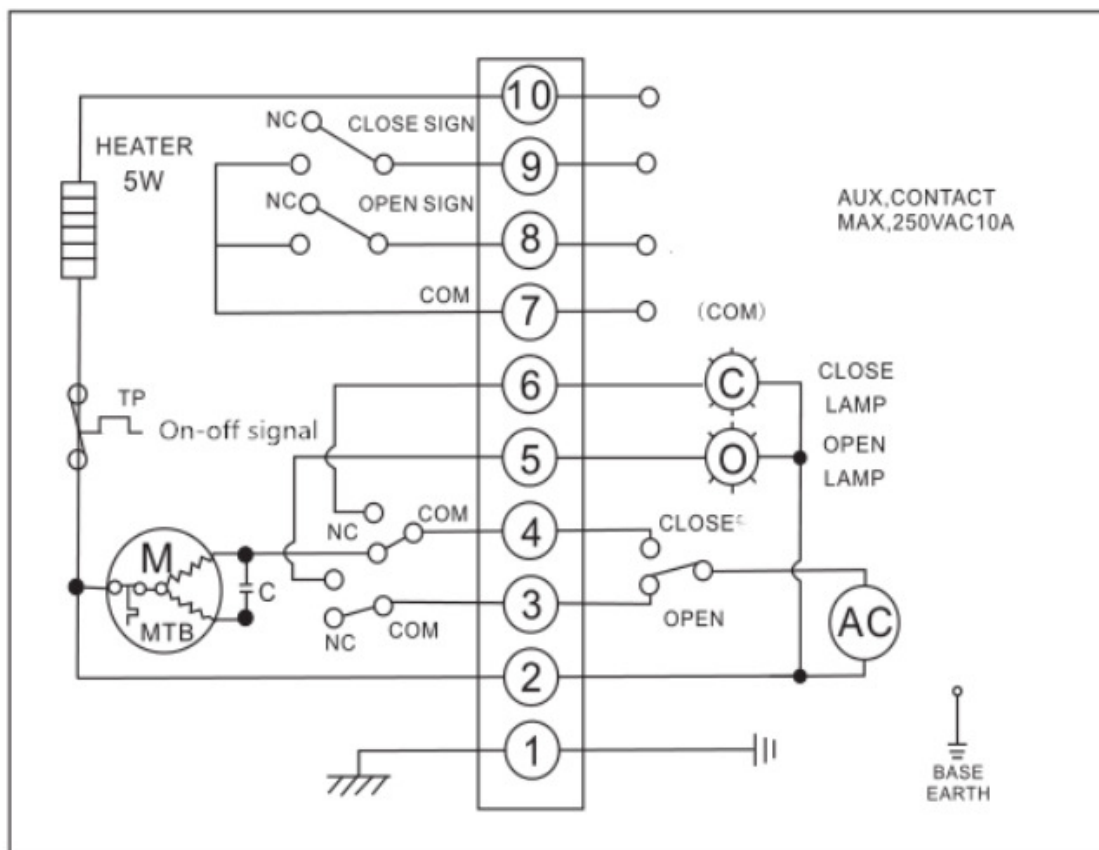 10
NC
CLOSE SIGN
HEATER
5W
9
AUX,CONTACT
MAX,250VAC10A
NC
OPEN SIGN
8
COM
7
(COM)
6
C
CLOSE
LAMP
TP
On-off signal
5
O
OPEN
LAMP
NC
COM
4
CLOSE
M
C
MTB
3
OPEN
NC
COM
AC
2
1
BASE
EARTH